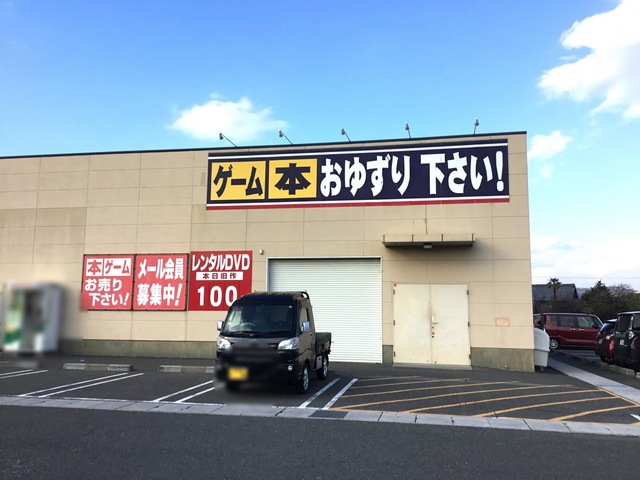 ゲーム 本 おゆずり 下さい!
本 ゲーム
お売り
下さい!
メール会員
募集中!
レンタルDVD
本日旧作
100